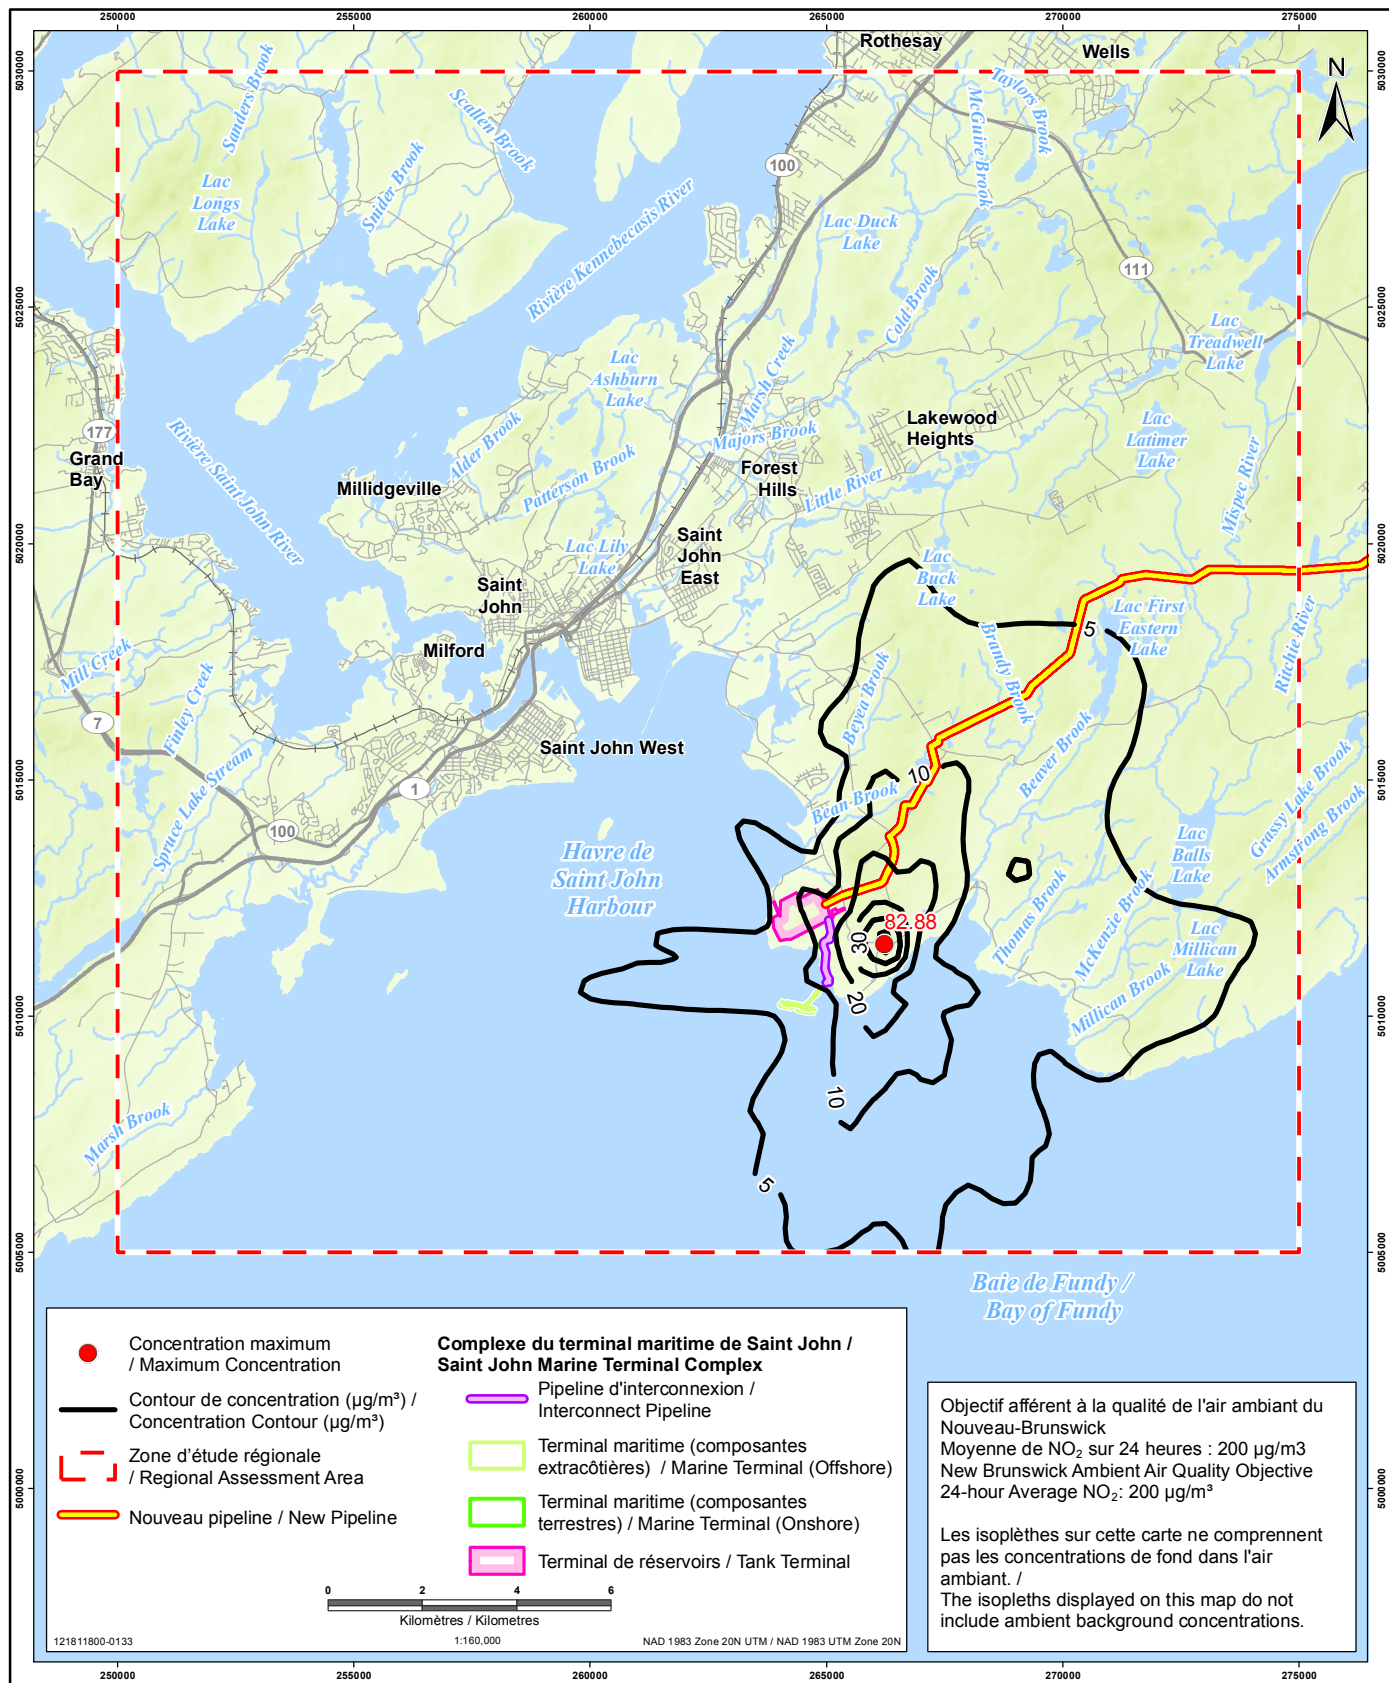 250000
255000
260000
265000
270000
275000
5030000
5025000
5020000
5015000
5010000
5005000
5000000
5030000
5025000
5020000
5015000
5010000
5005000
5000000
N
Rothesay
Wells
Sanders Brook
Scallen Brook
Snider Brook
Taylors Brook
McGuire Brook
100
Lac
Longs
Lake
Rivière Kennebecasis River
Lac Duck
Lake
111
Cold Brook
Lac
Treadwell
Lake
Lac
Ashburn
Lake
Marsh Creek
177
Grand
Bay
Rivière Saint John River
Alder Brook
Majors Brook
Lakewood
Heights
Lac
Latimer
Lake
Millidgeville
Patterson Brook
Forest
Hills
Little River
Mispec River
Saint
John
East
Lac Lily
Lake
Lac
Buck
Lake
Saint
John
Lac First
Eastern
Lake
5
Ritchie River
Milford
Mill Creek
Finley Creek
Brandy Brook
Beyea Brook
7
Saint John West
Beaver Brook
Spruce Lake Stream
1
10
Bean Brook
Grassy Lake Brook
Armstrong Brook
100
Havre de
Saint John
Harbour
Lac
Balls
Lake
Thomas Brook
McKenzie Brook
82.88
30
Lac
Millican
Lake
20
Millican Brook
10
Marsh Brook
5
Baie de Fundy /
Bay of Fundy
Concentration maximum
/ Maximum Concentration
Contour de concentration (µg/m³) /
Concentration Contour (µg/m³)
Zone d'étude régionale
/ Regional Assessment Area
Nouveau pipeline / New Pipeline
Complexe du terminal maritime de Saint John /
Saint John Marine Terminal Complex
Pipeline d'interconnexion /
Interconnect Pipeline
Terminal maritime (composantes
extracôtières) / Marine Terminal (Offshore)
Terminal maritime (composantes
terrestres) / Marine Terminal (Onshore)
Terminal de réservoirs / Tank Terminal
0 2 4 6
Kilomètres / Kilometres
121811800-0133
1:160,000
NAD 1983 Zone 20N UTM / NAD 1983 UTM Zone 20N
Objectif afférent à la qualité de l'air ambiant du
Nouveau-Brunswick
Moyenne de NO₂ sur 24 heures : 200 µg/m3
New Brunswick Ambient Air Quality Objective
24-hour Average NO₂: 200 µg/m³
Les isoplèthes sur cette carte ne comprennent
pas les concentrations de fond dans l'air
ambiant. /
The isopleths displayed on this map do not
include ambient background concentrations.
250000
255000
260000
265000
270000
275000